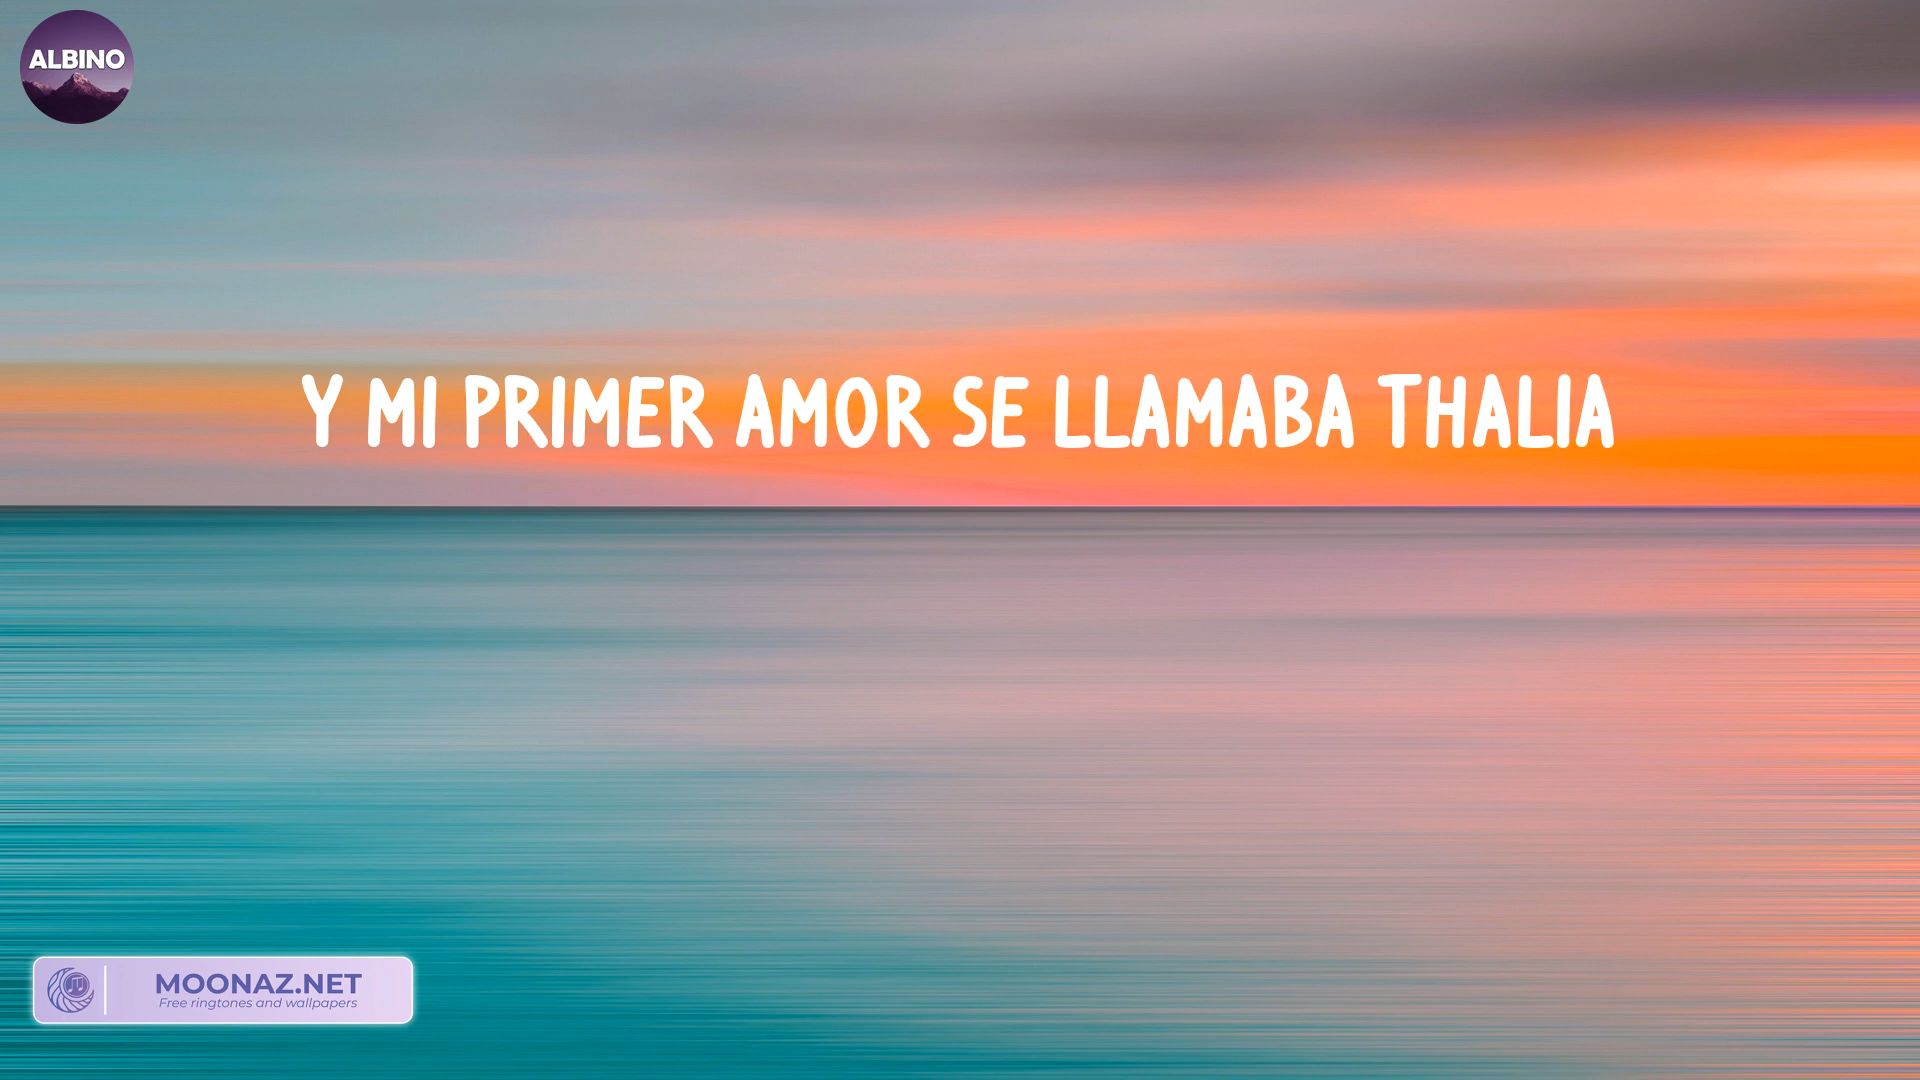 ALBINO
Y MI PRIMER AMOR SE LLAMABA THALIA
MOONAZ.NET
Free ringtones and wallpapers